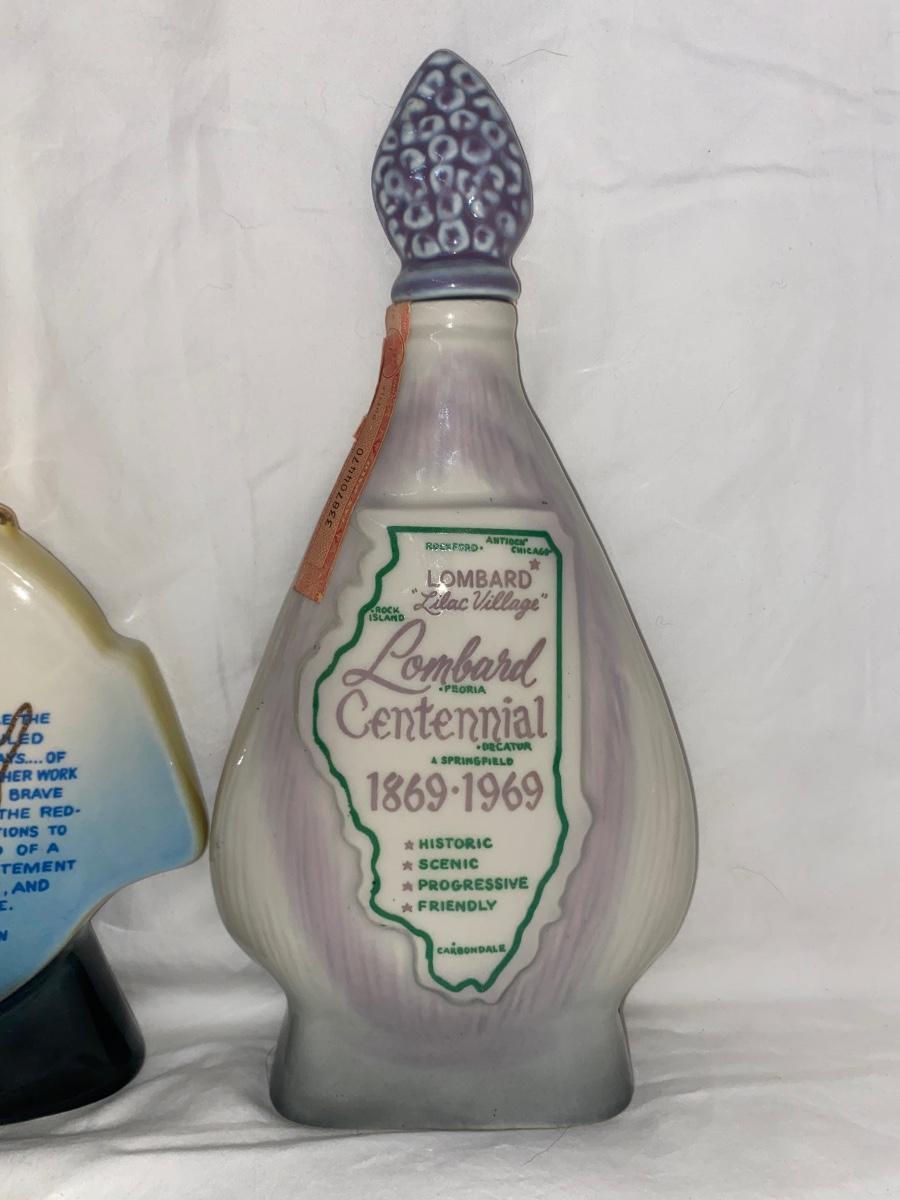 338704470
ROCKFORD•
ANTIOCH•
CHICAGO
LOMBARD
"Lilac Village"
•ROCK
ISLAND
Lombard
•PEORIA
Centennial
•DECATUR
SPRINGFIELD
1869•1969
HISTORIC
SCENIC
PROGRESSIVE
FRIENDLY
CARBONDALE
THE
OF
HER WORK
BRAVE
THE RED-
TIONS TO
OF A
TEMENT
, AND
E.
N